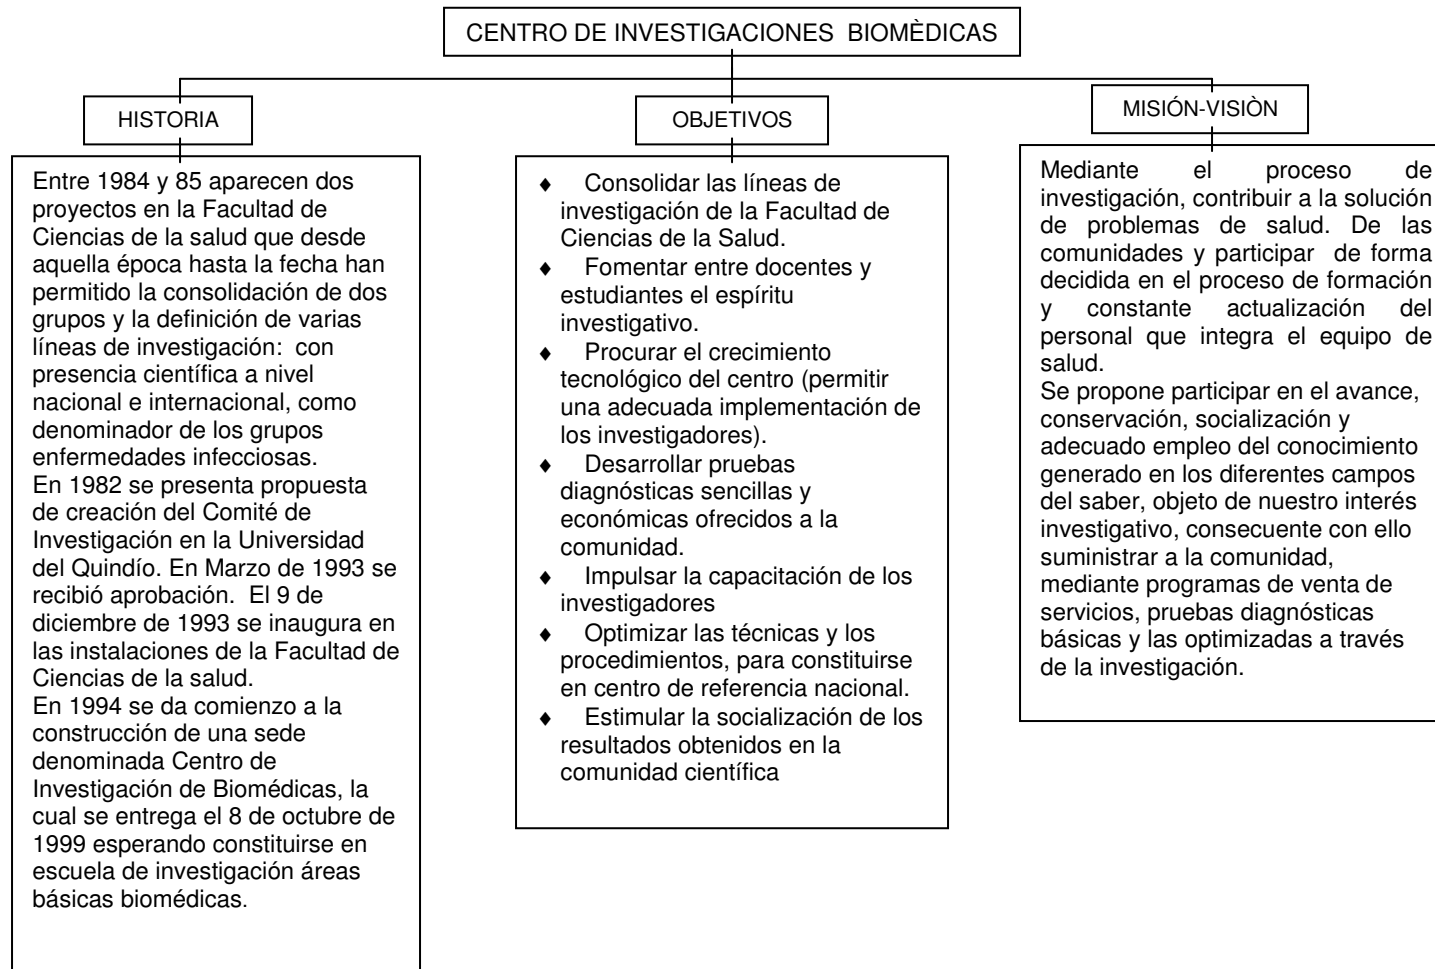 CENTRO DE INVESTIGACIONES BIOMÈDICAS
HISTORIA
Entre 1984 y 85 aparecen dos
proyectos en la Facultad de
Ciencias de la salud que desde
aquella época hasta la fecha han
permitido la consolidación de dos
grupos y la definición de varias
líneas de investigación: con
presencia científica a nivel
nacional e internacional, como
denominador de los grupos
enfermedades infecciosas.
En 1982 se presenta propuesta
de creación del Comité de
Investigación en la Universidad
del Quindío. En Marzo de 1993 se
recibió aprobación. El 9 de
diciembre de 1993 se inaugura en
las instalaciones de la Facultad de
Ciencias de la salud.
En 1994 se da comienzo a la
construcción de una sede
denominada Centro de
Investigación de Biomédicas, la
cual se entrega el 8 de octubre de
1999 esperando constituirse en
escuela de investigación áreas
básicas biomédicas.
OBJETIVOS
♦ Consolidar las líneas de
investigación de la Facultad de
Ciencias de la Salud.
♦ Fomentar entre docentes y
estudiantes el espíritu
investigativo.
♦ Procurar el crecimiento
tecnológico del centro (permitir
una adecuada implementación de
los investigadores).
♦ Desarrollar pruebas
diagnósticas sencillas y
económicas ofrecidos a la
comunidad.
♦ Impulsar la capacitación de los
investigadores
♦ Optimizar las técnicas y los
procedimientos, para constituirse
en centro de referencia nacional.
♦ Estimular la socialización de los
resultados obtenidos en la
comunidad científica
MISIÓN-VISIÒN
Mediante el proceso de
investigación, contribuir a la solución
de problemas de salud. De las
comunidades y participar de forma
decidida en el proceso de formación
y constante actualización del
personal que integra el equipo de
salud.
Se propone participar en el avance,
conservación, socialización y
adecuado empleo del conocimiento
generado en los diferentes campos
del saber, objeto de nuestro interés
investigativo, consecuente con ello
suministrar a la comunidad,
mediante programas de venta de
servicios, pruebas diagnósticas
básicas y las optimizadas a través
de la investigación.